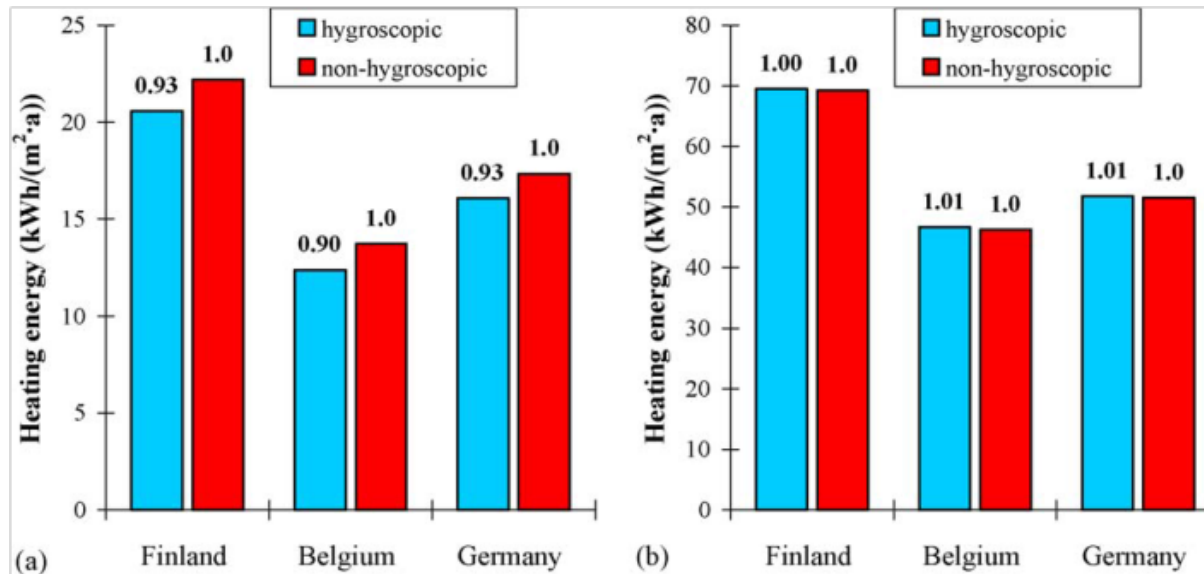 Heating energy (kWh/(m²·a))
25
20
15
10
5
0
hygroscopic
non-hygroscopic
0.93
1.0
0.90
1.0
0.93
1.0
Finland
Belgium
Germany
(a)
Heating energy (kWh/(m²·a))
80
70
60
50
40
30
20
10
0
hygroscopic
non-hygroscopic
1.00
1.0
1.01
1.0
1.01
1.0
Finland
Belgium
Germany
(b)